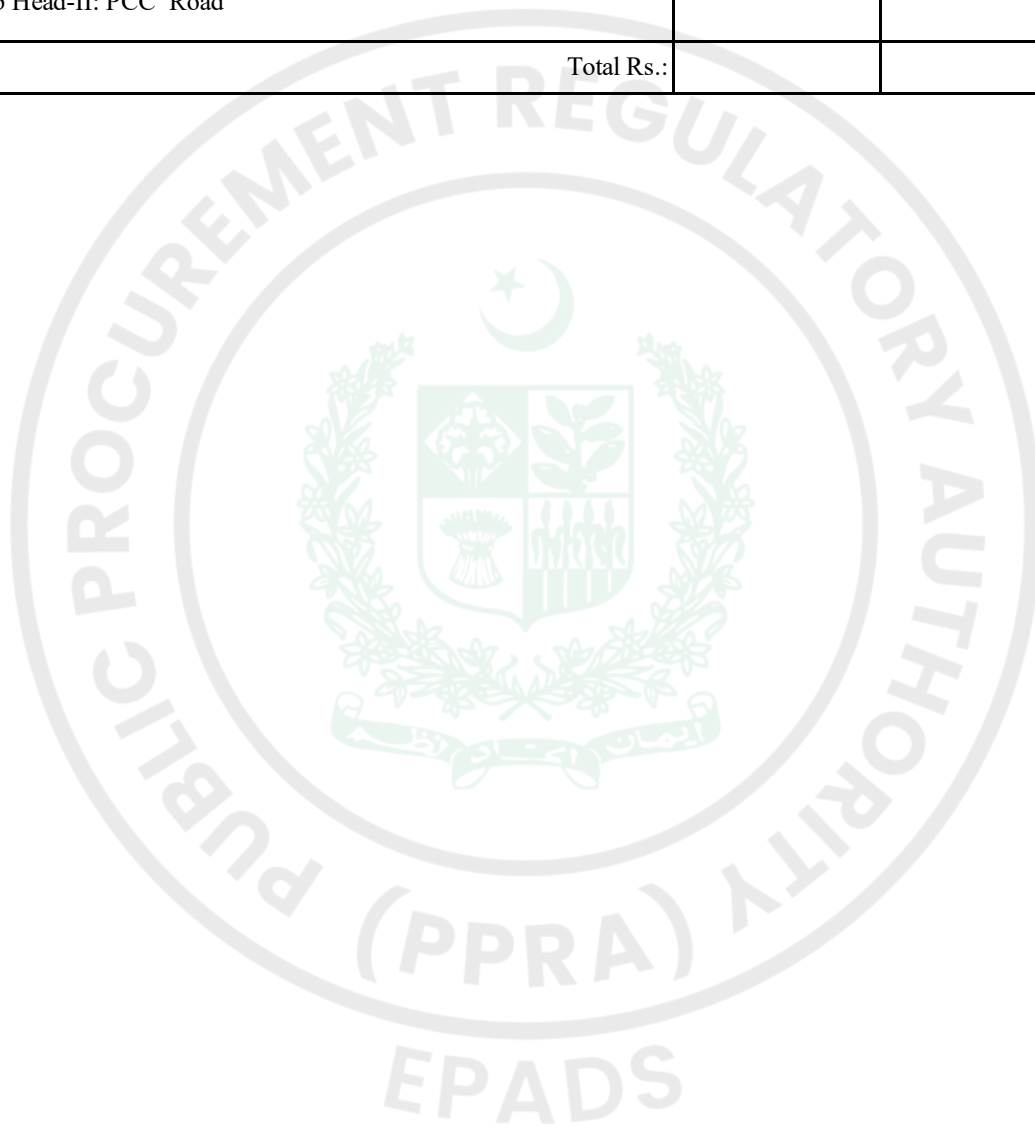 Head-II: PCC Road
Total Rs.:
PUBLIC PROCUREMENT REGULATORY AUTHORITY
(PPRA)
EPADS